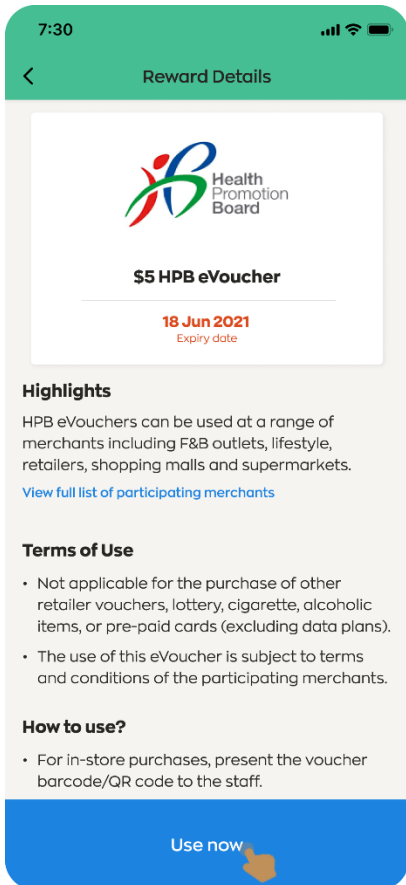 7:30
Reward Details
Health
Promotion
Board
$5 HPB eVoucher
18 Jun 2021
Expiry date
Highlights
HPB eVouchers can be used at a range of
merchants including F&B outlets, lifestyle,
retailers, shopping malls and supermarkets.
View full list of participating merchants
Terms of Use
• Not applicable for the purchase of other
retailer vouchers, lottery, cigarette, alcoholic
items, or pre-paid cards (excluding data plans).
• The use of this eVoucher is subject to terms
and conditions of the participating merchants.
How to use?
• For in-store purchases, present the voucher
barcode/QR code to the staff.
Use now